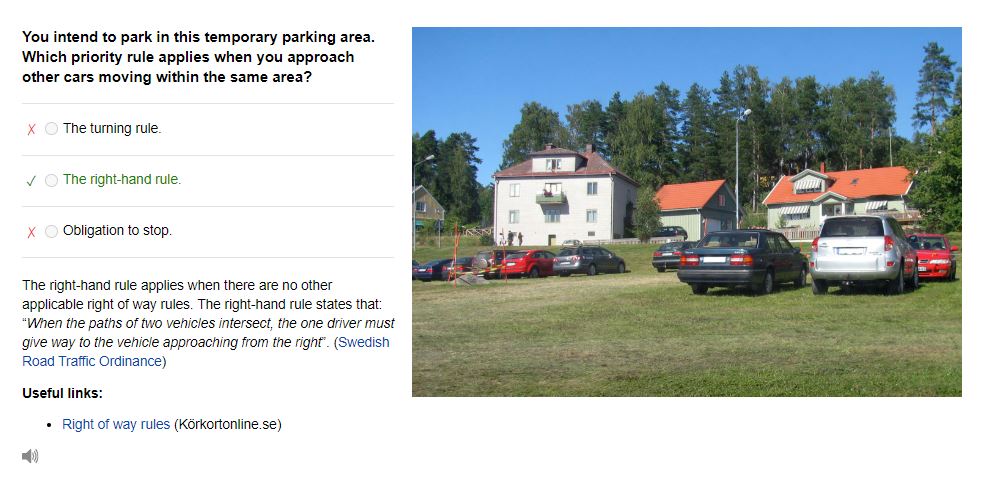 You intend to park in this temporary parking area.
Which priority rule applies when you approach
other cars moving within the same area?
✗ The turning rule.
✓ The right-hand rule.
✗ Obligation to stop.
The right-hand rule applies when there are no other
applicable right of way rules. The right-hand rule states that:
“When the paths of two vehicles intersect, the one driver must
give way to the vehicle approaching from the right”. (Swedish
Road Traffic Ordinance)
Useful links:
• Right of way rules (Körkortonline.se)